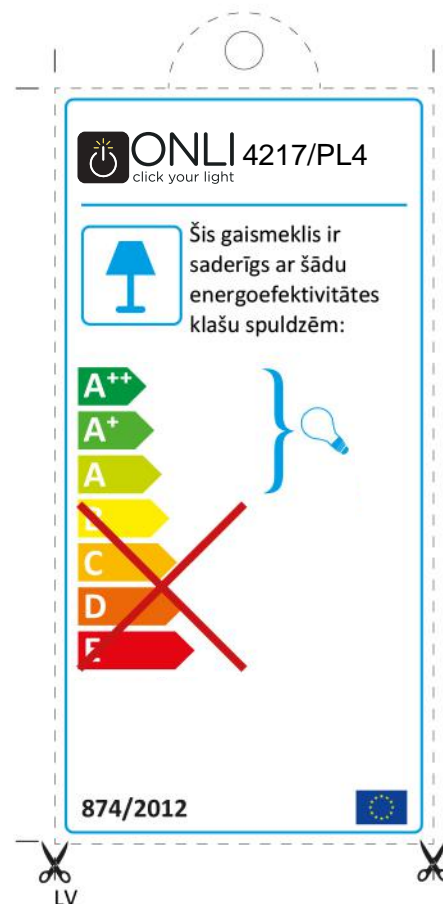 ONLI 4217/PL4
click your light
Šis gaismeklis ir
saderīgs ar šādu
energoefektivitātes
klašu spuldzēm:
A++
A+
A
B
C
D
E
874/2012
LV